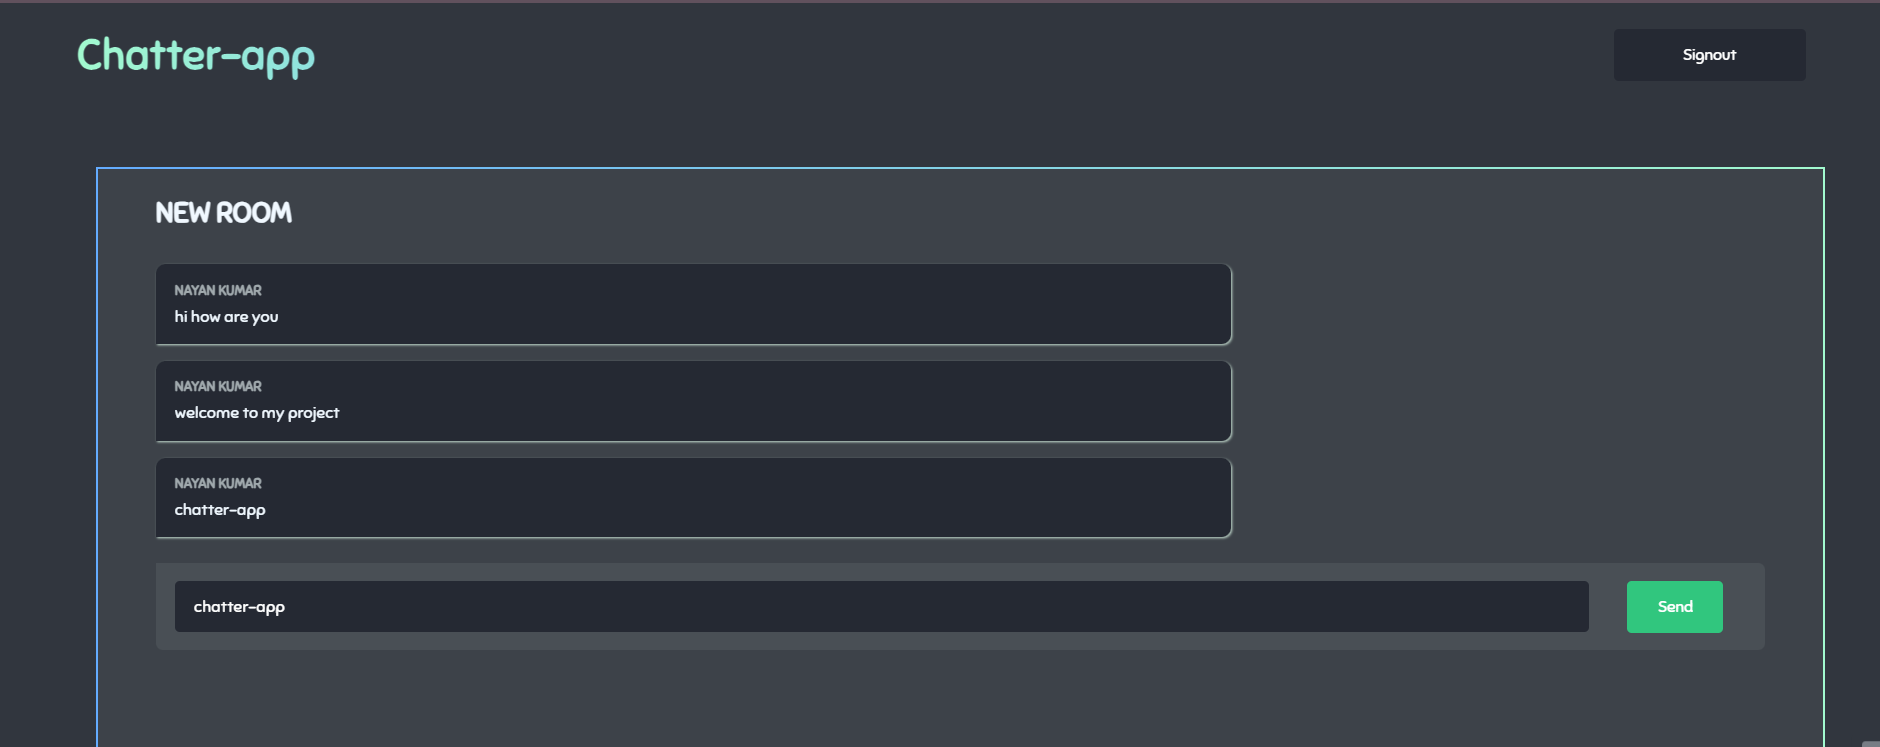 Chatter-app
Signout
NEW ROOM
NAYAN KUMAR
hi how are you
NAYAN KUMAR
welcome to my project
NAYAN KUMAR
chatter-app
chatter-app
Send